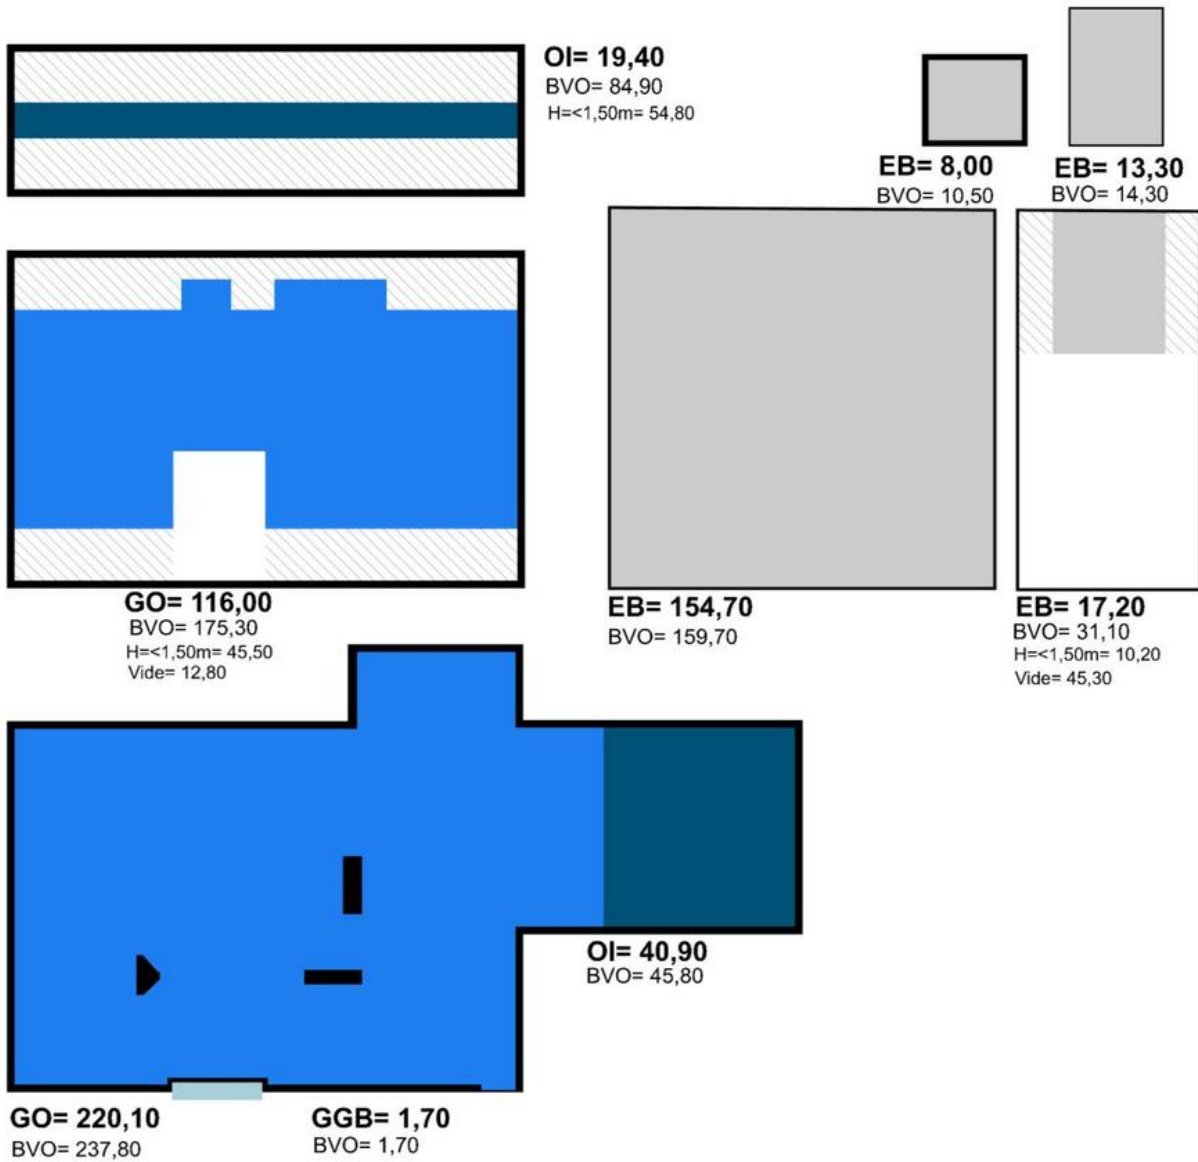 OI= 19,40
BVO= 84,90
H=<1,50m= 54,80
EB= 8,00
BVO= 10,50
EB= 13,30
BVO= 14,30
GO= 116,00
BVO= 175,30
H=<1,50m= 45,50
Vide= 12,80
EB= 154,70
BVO= 159,70
EB= 17,20
BVO= 31,10
H=<1,50m= 10,20
Vide= 45,30
OI= 40,90
BVO= 45,80
GO= 220,10
BVO= 237,80
GGB= 1,70
BVO= 1,70